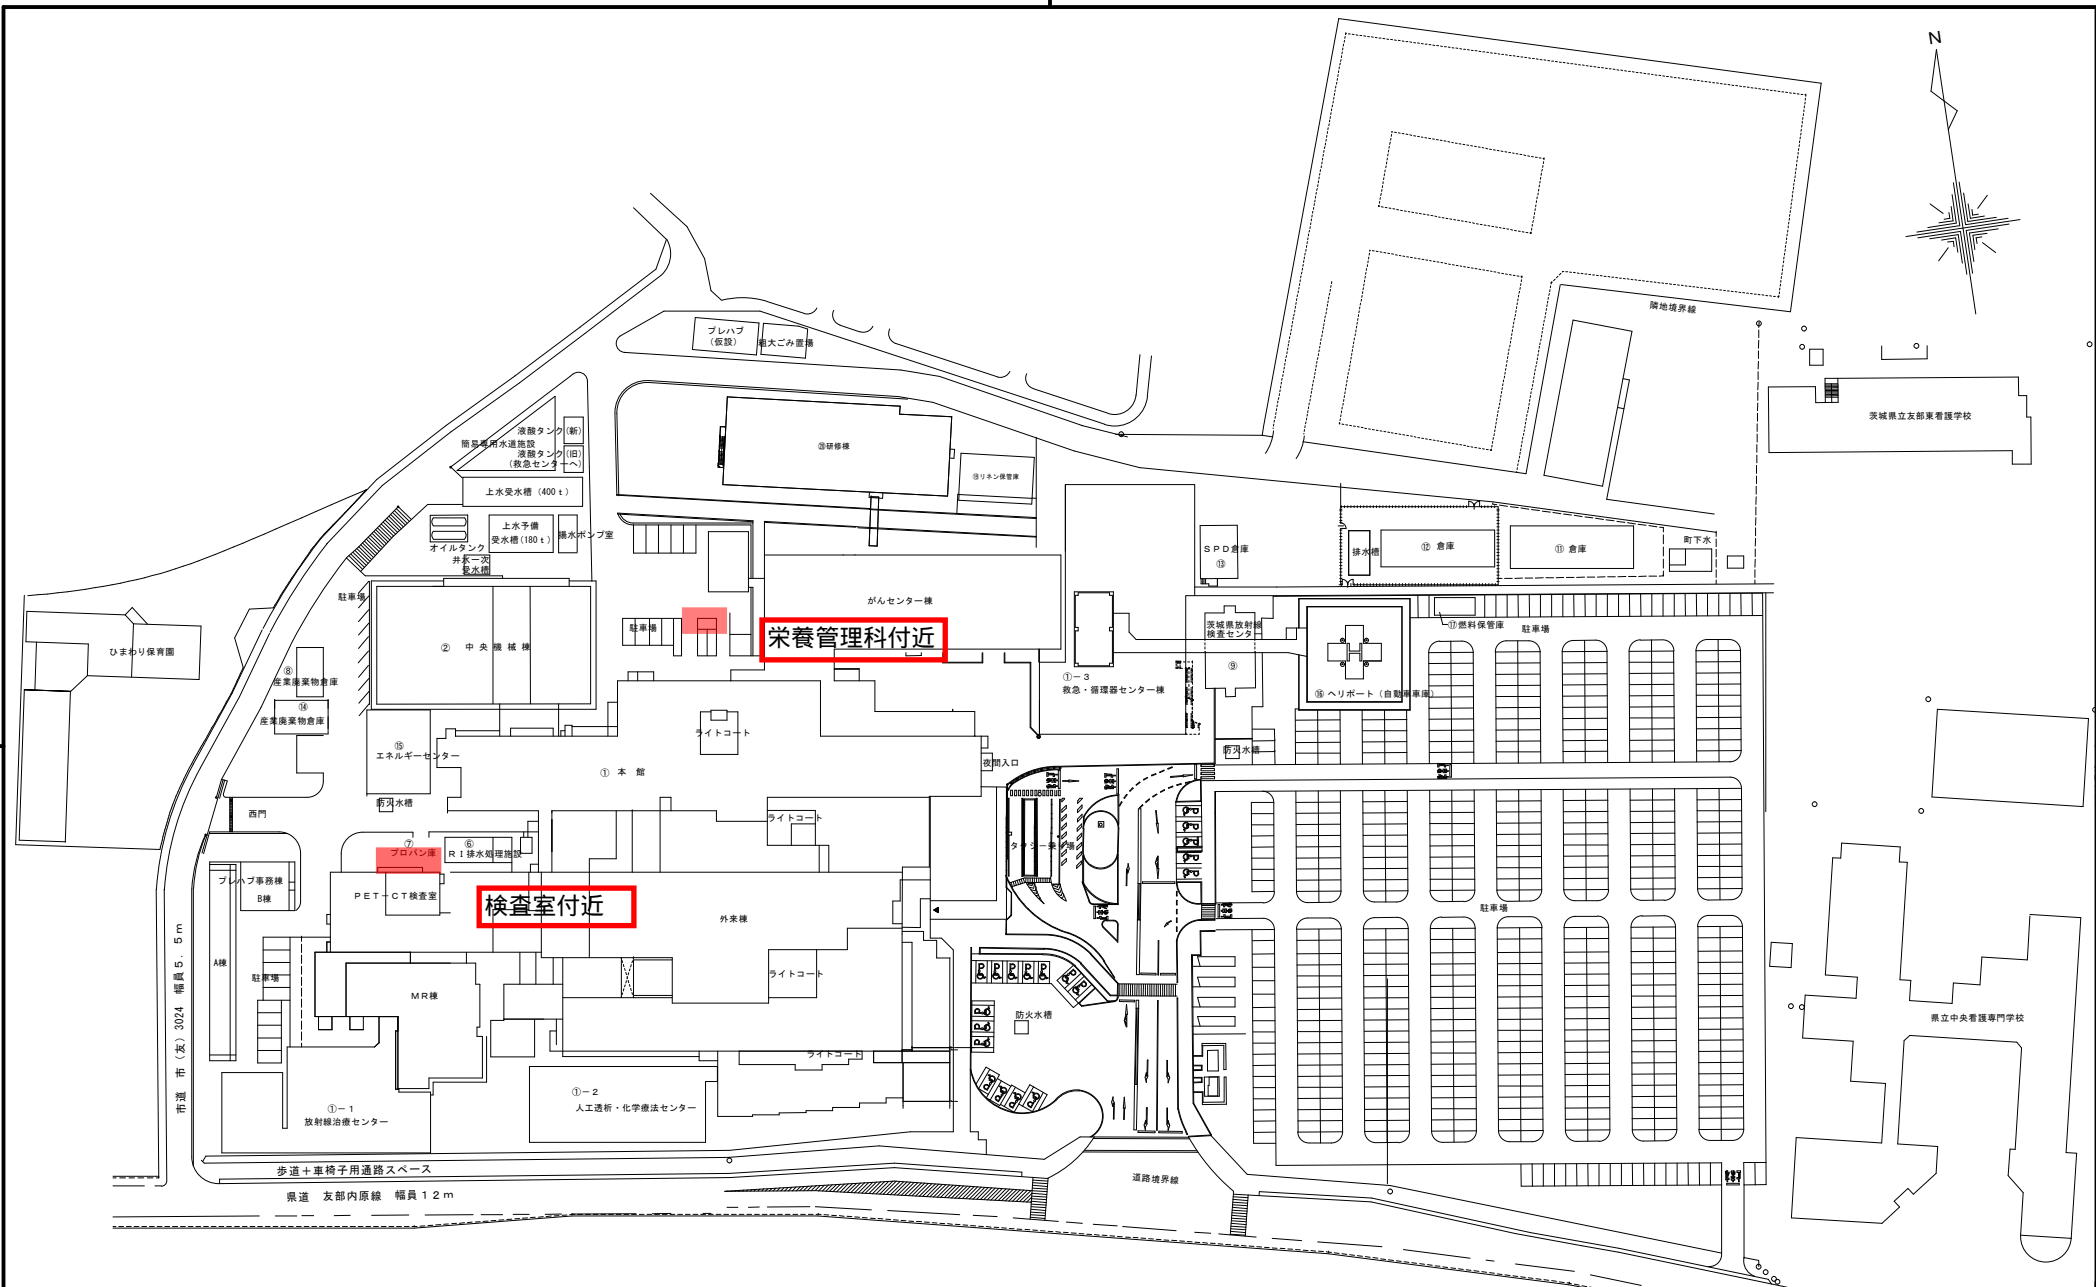 N
隣地境界線
プレハブ
(仮設)
粗大ごみ置場
茨城県立友部東看護学校
液酸タンク(新)
簡易専用水道施設
液酸タンク(旧)
(救急センターへ)
上水受水槽 (400t)
⑳研修棟
⑲リネン保管庫
オイルタンク
上水予備
受水槽(180t)
揚水ポンプ室
井水一次
受水槽
SPD倉庫
⑬
排水槽
⑫ 倉庫
⑪ 倉庫
町下水
駐車場
② 中央機械棟
駐車場
がんセンター棟
栄養管理科付近
茨城県放射線
検査センター
⑨
⑰燃料保管庫
駐車場
ひまわり保育園
⑧
産業廃棄物倉庫
⑭
産業廃棄物倉庫
①-3
救急・循環器センター棟
⑯ ヘリポート (自動車車庫)
⑮
エネルギーセンター
ライトコート
① 本館
夜間入口
防火水槽
防火水槽
西門
ライトコート
⑦
プロパン庫
⑥
RI排水処理施設
タクシー乗り場
プレハブ事務棟
B棟
PET-CT検査室
検査室付近
外来棟
駐車場
A棟
駐車場
MR棟
ライトコート
防火水槽
県立中央看護専門学校
ライトコート
①-1
放射線治療センター
①-2
人工透析・化学療法センター
市道 市(友)3024 幅員5.5m
歩道+車椅子用通路スペース
県道 友部内原線 幅員12m
道路境界線